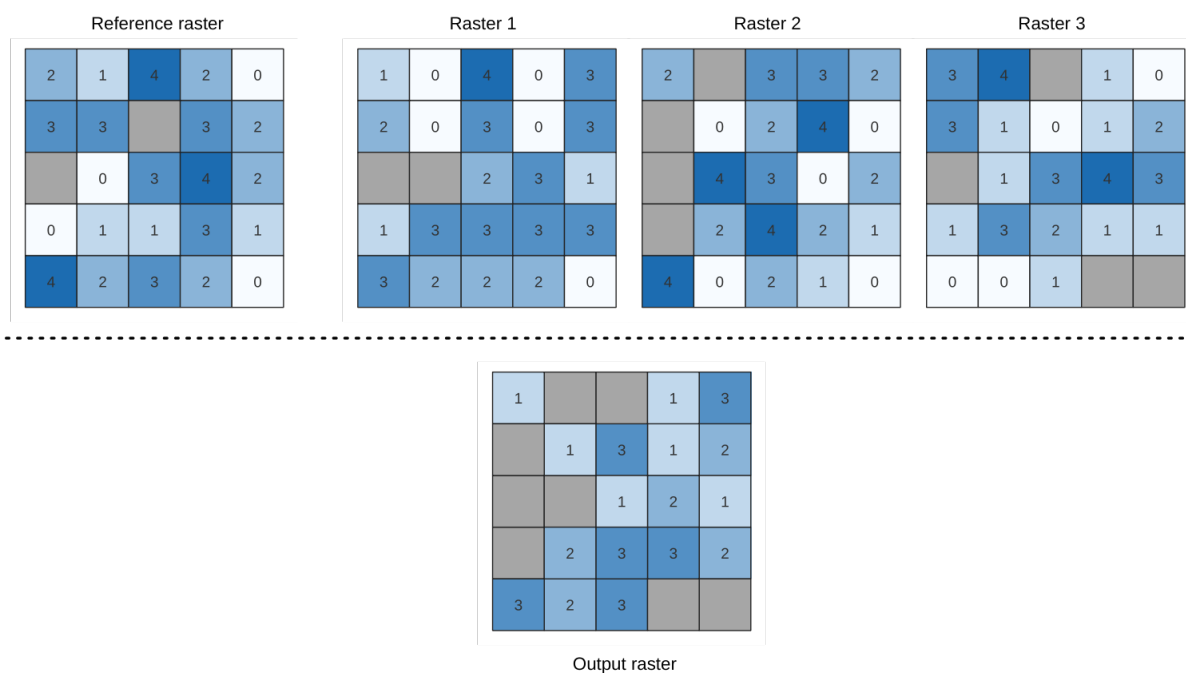 Reference raster Raster 1 Raster 2 Raster 3
2 1 4 2 0 1 0 4 0 3 2 3 3 2 3 4 1 0
3 3 3 2 2 0 3 0 3 0 2 4 0 3 1 0 1 2
0 3 4 2 2 3 1 4 3 0 2 1 3 4 3
0 1 1 3 1 1 3 3 3 3 2 4 2 1 1 3 2 1 1
4 2 3 2 0 3 2 2 2 0 4 0 2 1 0 0 0 1
1 1 3
1 3 1 2
1 2 1
2 3 3 2
3 2 3
Output raster